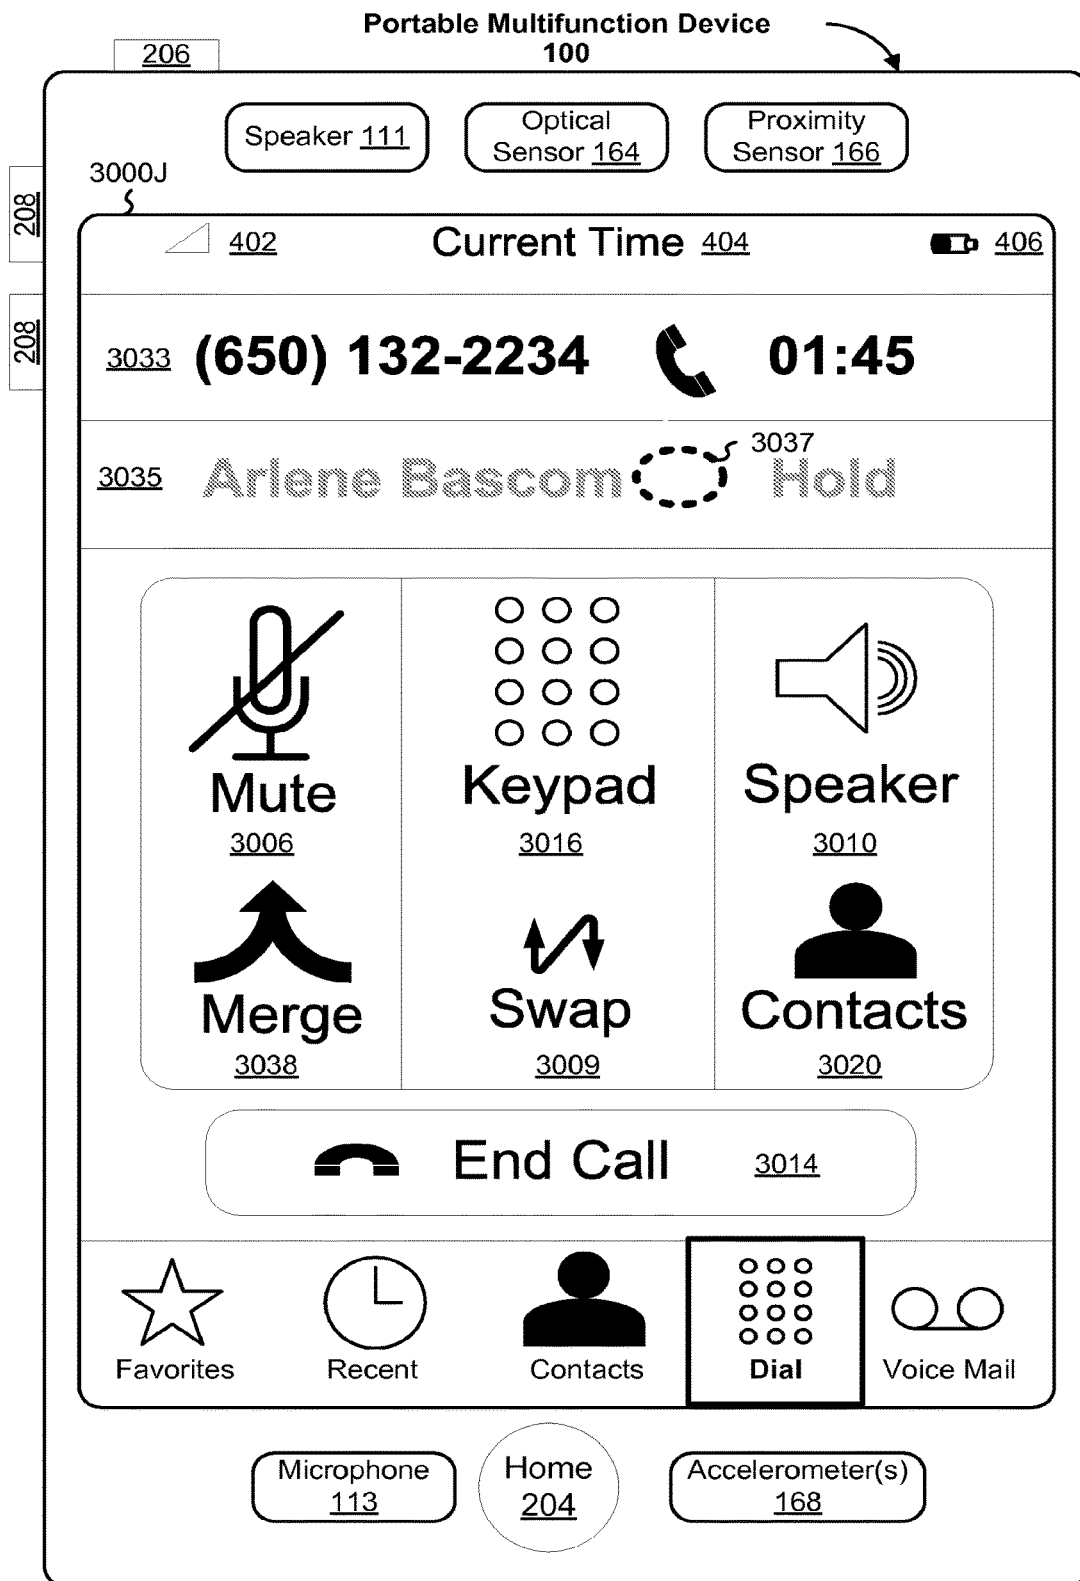 Portable Multifunction Device
100
206
Speaker 111
Optical
Sensor 164
Proximity
Sensor 166
3000J
208
402
Current Time 404
406
208
3033
(650) 132-2234
01:45
3037
3035
Arlene Bascom
Hold
Mute
3006
Keypad
3016
Speaker
3010
Merge
3038
Swap
3009
Contacts
3020
End Call 3014
Favorites
Recent
Contacts
Dial
Voice Mail
Microphone
113
Home
204
Accelerometer(s)
168